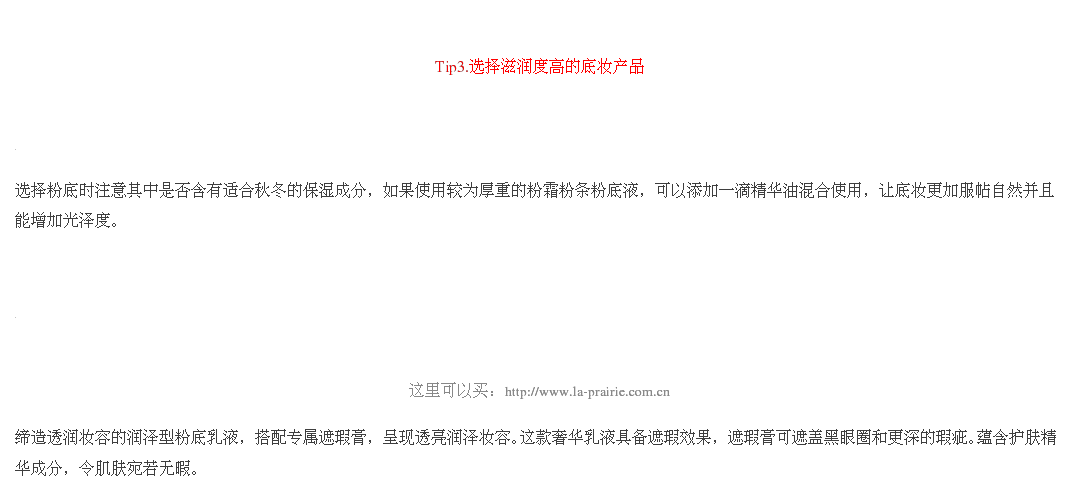 Tip3.选择滋润度高的底妆产品
选择粉底时注意其中是否含有适合秋冬的保湿成分，如果使用较为厚重的粉霜粉条粉底液，可以添加一滴精华油混合使用，让底妆更加服帖自然并且
能增加光泽度。
这里可以买：http://www.la-prairie.com.cn
缔造透润妆容的润泽型粉底乳液，搭配专属遮瑕膏，呈现透亮润泽妆容。这款奢华乳液具备遮瑕效果，遮瑕膏可遮盖黑眼圈和更深的瑕疵。蕴含护肤精
华成分，令肌肤宛若无暇。